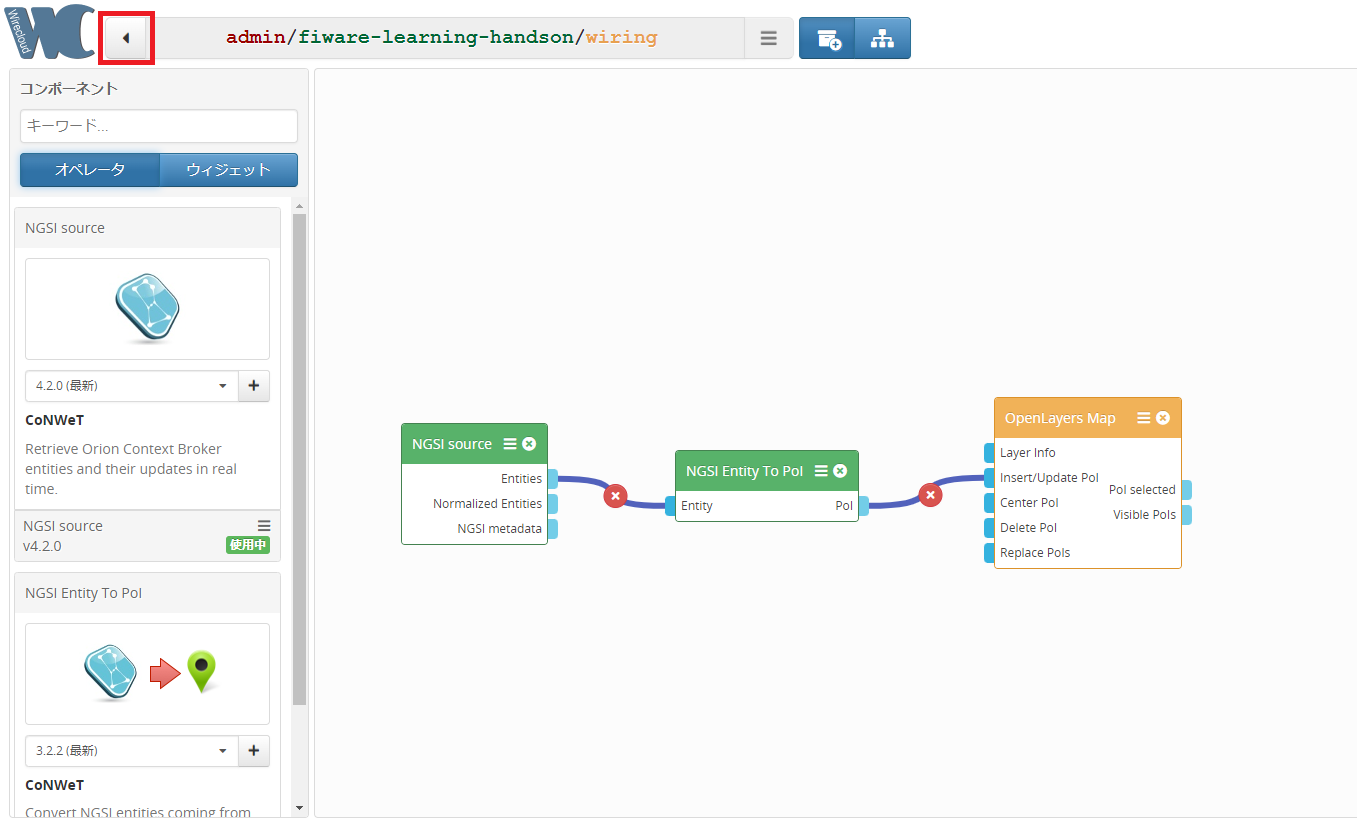 Wirecloud
WC
admin/fiware-learning-handson/wiring
コンポーネント
キーワード...
オペレータ
ウィジェット
NGSI source
4.2.0 (最新)
CoNWeT
Retrieve Orion Context Broker
entities and their updates in real
time.
NGSI source
v4.2.0
使用中
NGSI Entity To PoI
3.2.2 (最新)
CoNWeT
Convert NGSI entities coming from
NGSI source
Entities
Normalized Entities
NGSI metadata
NGSI Entity To PoI
Entity
PoI
OpenLayers Map
Layer Info
Insert/Update PoI
Center PoI
Delete PoI
Replace PoIs
PoI selected
Visible PoIs